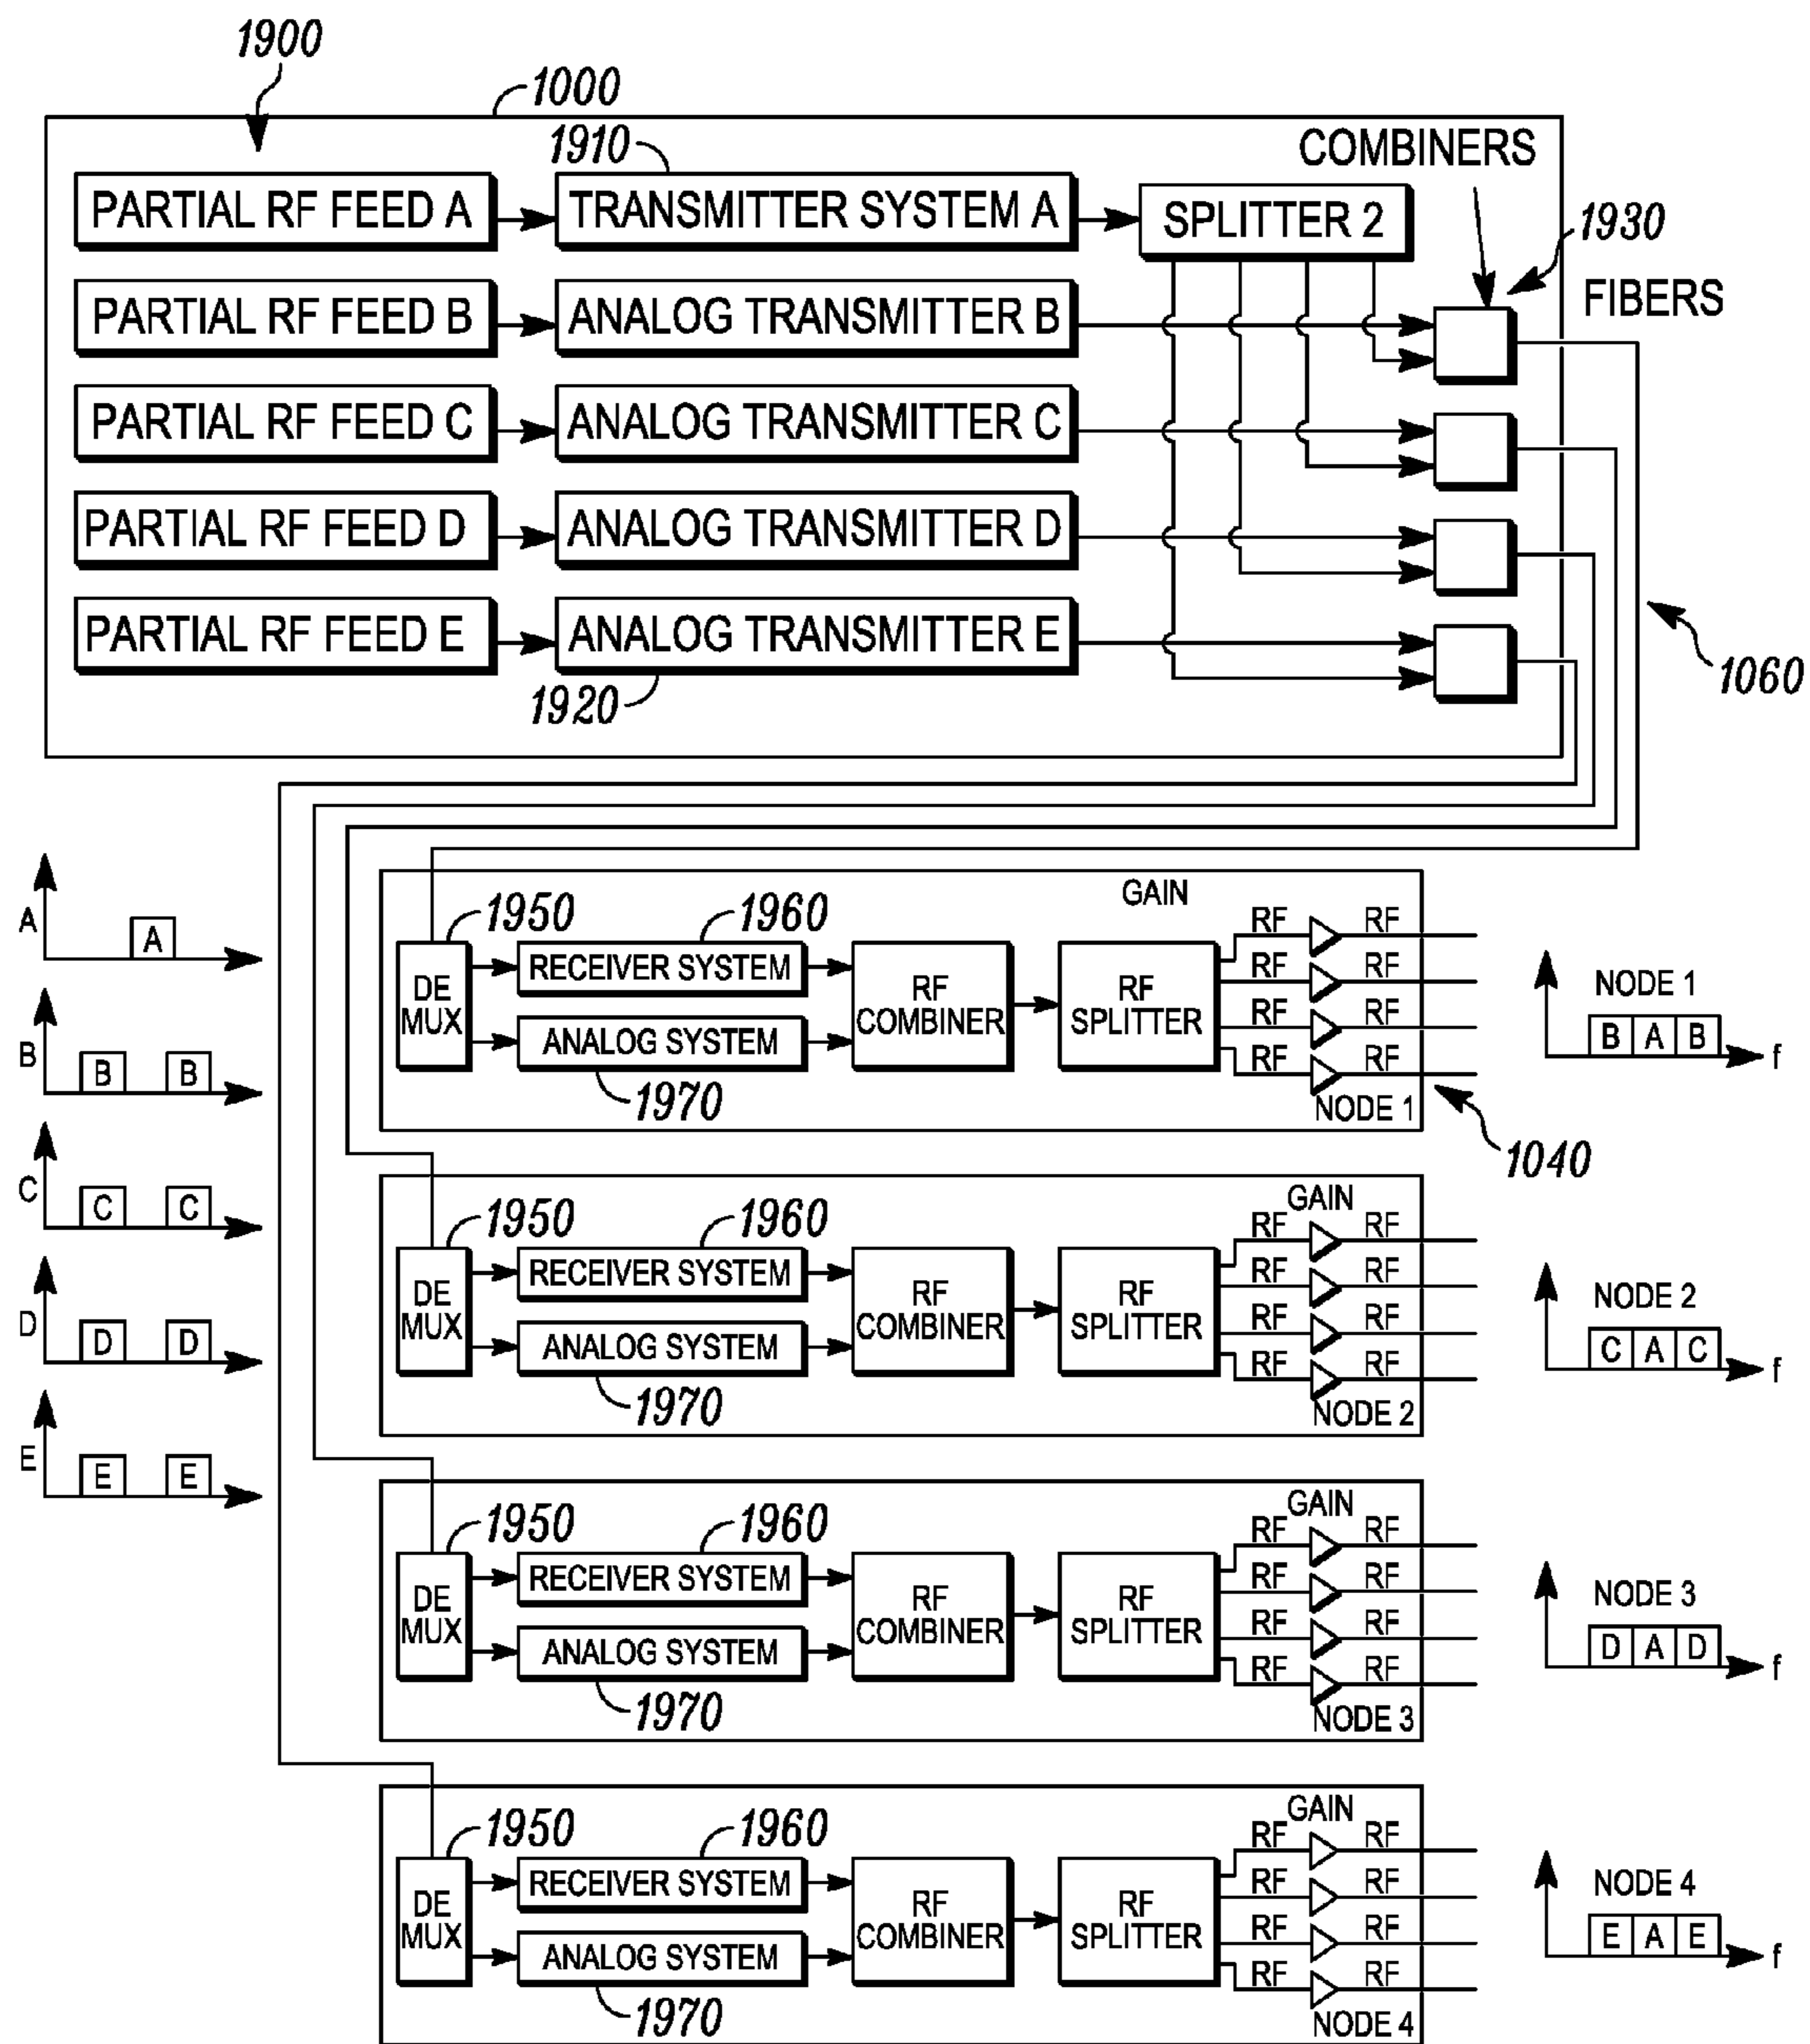 1900
1000
1910
COMBINERS
PARTIAL RF FEED A
TRANSMITTER SYSTEM A
SPLITTER 2
1930
FIBERS
PARTIAL RF FEED B
ANALOG TRANSMITTER B
PARTIAL RF FEED C
ANALOG TRANSMITTER C
PARTIAL RF FEED D
ANALOG TRANSMITTER D
PARTIAL RF FEED E
ANALOG TRANSMITTER E
1920
1060
A
A
B
B B
C
C C
D
D D
E
E E
1950
1960
GAIN
DE
MUX
RECEIVER SYSTEM
ANALOG SYSTEM
1970
RF
COMBINER
RF
SPLITTER
RF RF
RF RF
RF RF
RF RF
NODE 1
1040
NODE 1
B A B
f
1950
1960
GAIN
DE
MUX
RECEIVER SYSTEM
ANALOG SYSTEM
1970
RF
COMBINER
RF
SPLITTER
RF RF
RF RF
RF RF
RF RF
NODE 2
NODE 2
C A C
f
1950
1960
GAIN
DE
MUX
RECEIVER SYSTEM
ANALOG SYSTEM
1970
RF
COMBINER
RF
SPLITTER
RF RF
RF RF
RF RF
RF RF
NODE 3
NODE 3
D A D
f
1950
1960
GAIN
DE
MUX
RECEIVER SYSTEM
ANALOG SYSTEM
1970
RF
COMBINER
RF
SPLITTER
RF RF
RF RF
RF RF
RF RF
NODE 4
NODE 4
E A E
f